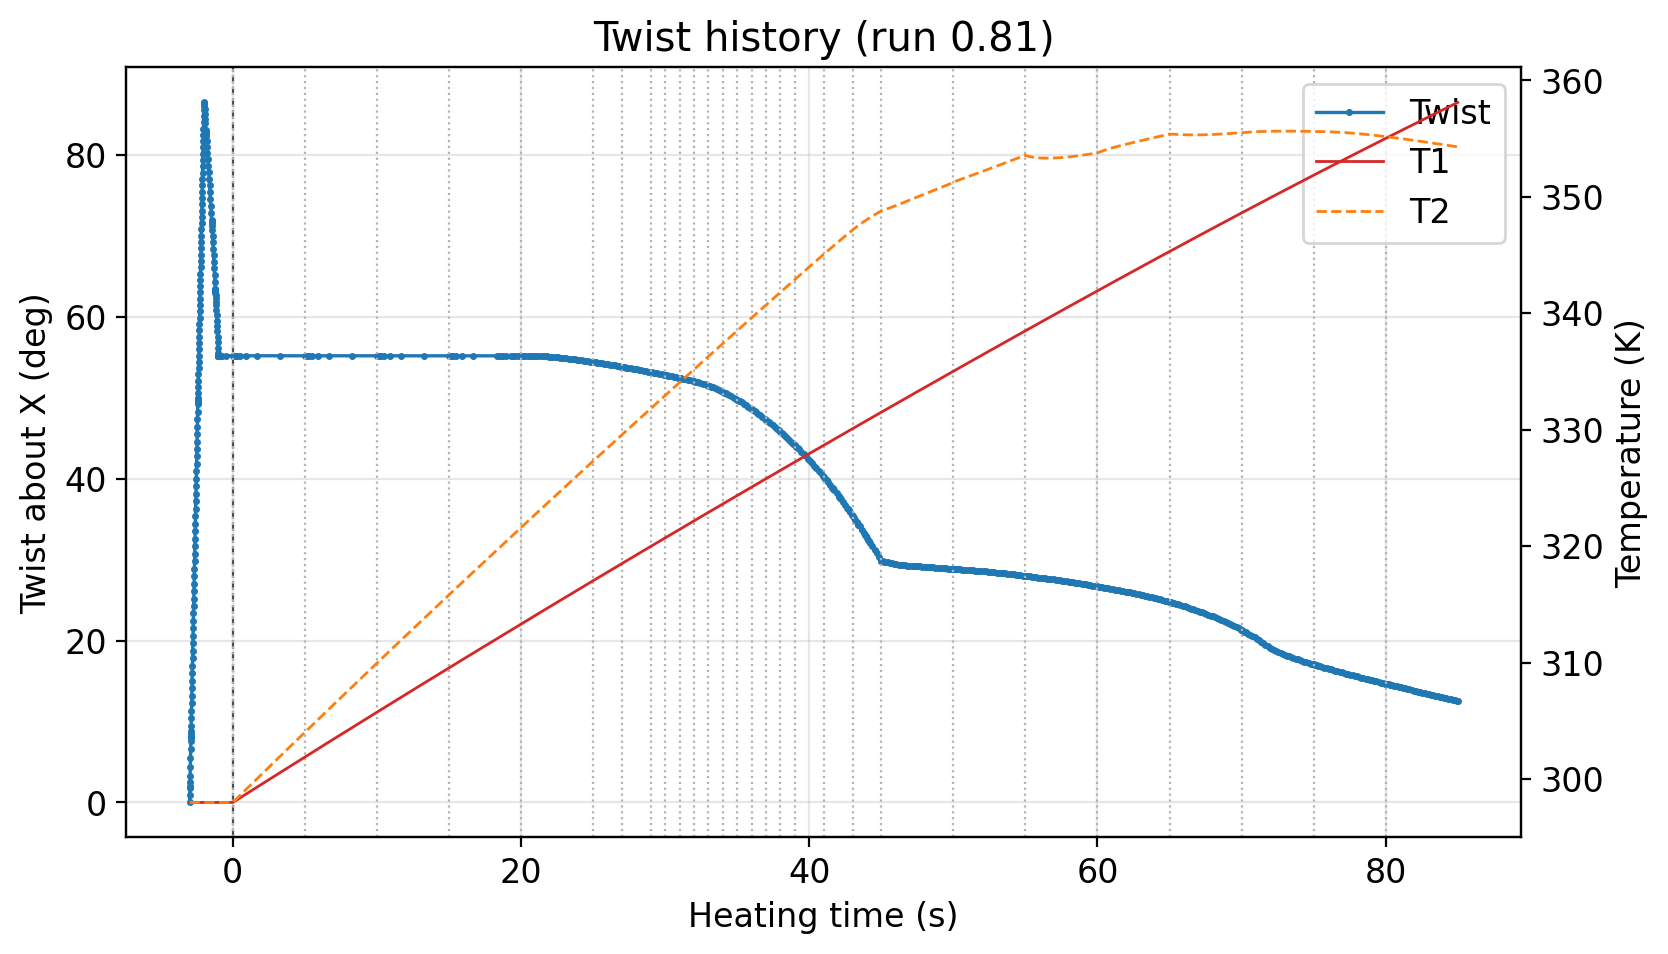 Twist history (run 0.81)
Twist about X (deg)
80
60
40
20
0
Twist
T1
T2
360
350
340
330
320
310
300
Temperature (K)
0
20
40
60
80
Heating time (s)